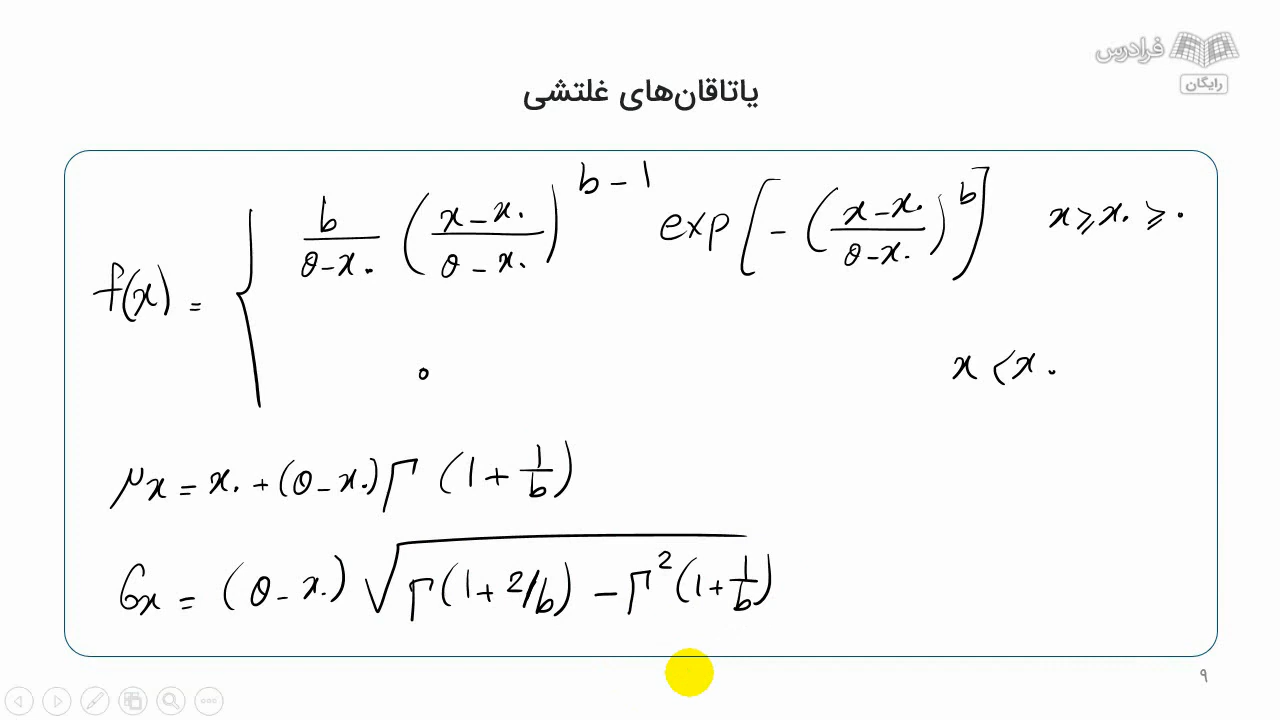 فرادرس
رایگان
یاتاقان‌های غلتشی
f(x) = { b/(θ-x₀) ((x-x₀)/(θ-x₀))^(b-1) exp[-((x-x₀)/(θ-x₀))^b] x ≥ x₀ ≥ 0
0 x < x₀
μx = x₀ + (θ-x₀) Γ(1 + 1/b)
σx = (θ-x₀) √(Γ(1+2/b) - Γ²(1+1/b))
۹